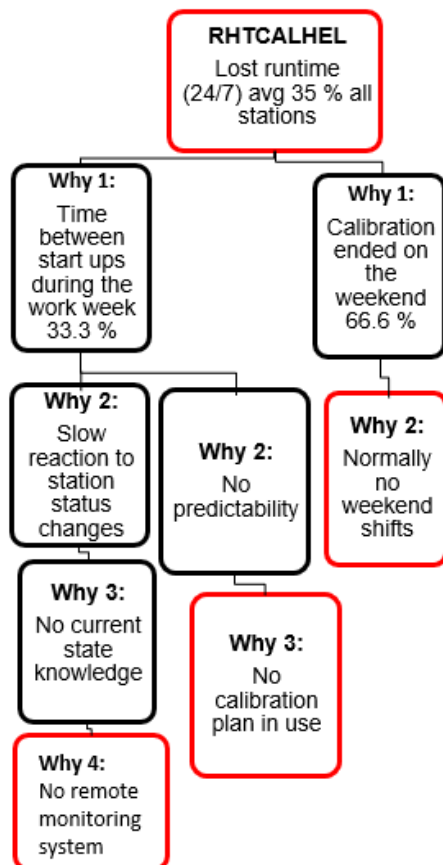 RHTCALHEL
Lost runtime
(24/7) avg 35 % all
stations
Why 1:
Time
between
start ups
during the
work week
33.3 %
Why 1:
Calibration
ended on
the
weekend
66.6 %
Why 2:
Slow
reaction to
station
status
changes
Why 2:
No
predictability
Why 2:
Normally
no
weekend
shifts
Why 3:
No current
state
knowledge
Why 3:
No
calibration
plan in use
Why 4:
No remote
monitoring
system